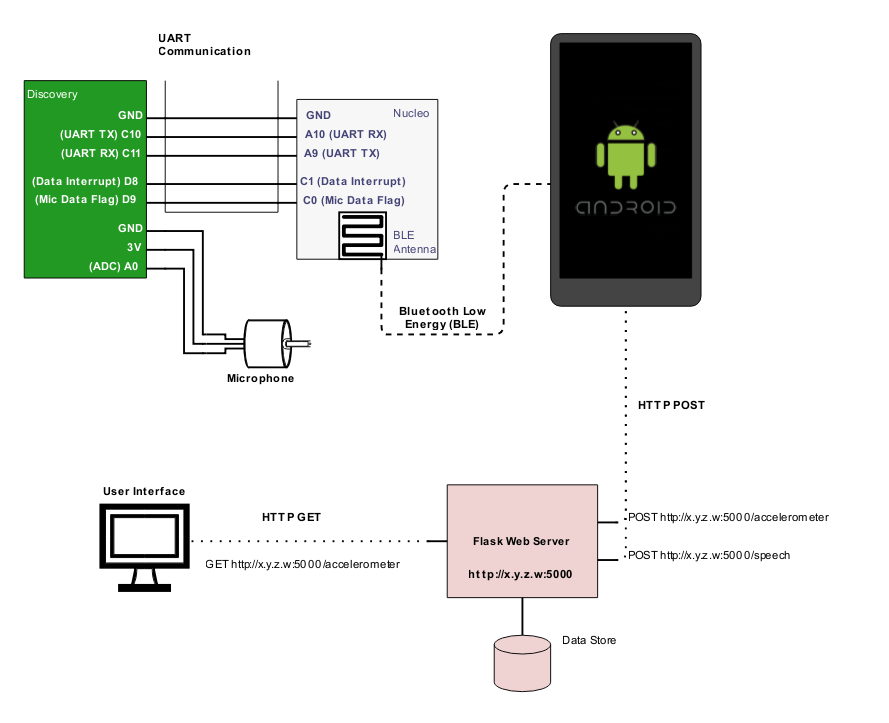 UART
Communication
Discovery
GND
(UART TX) C10
(UART RX) C11
(Data Interrupt) D8
(Mic Data Flag) D9
GND
3V
(ADC) A0
GND
Nucleo
A10 (UART RX)
A9 (UART TX)
C1 (Data Interrupt)
C0 (Mic Data Flag)
BLE
Antenna
ANDROID
Bluetooth Low
Energy (BLE)
Microphone
HTTP POST
User Interface
HTTP GET
GET http://x.y.z.w:5000/accelerometer
Flask Web Server
http://x.y.z.w:5000
POST http://x.y.z.w:5000/accelerometer
POST http://x.y.z.w:5000/speech
Data Store